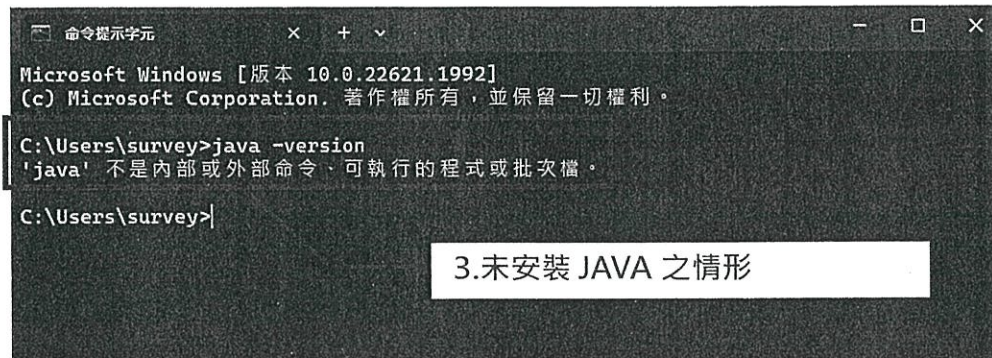 命令提示字元
Microsoft Windows [版本 10.0.22621.1992]
(c) Microsoft Corporation. 著作權所有，並保留一切權利。
C:\Users\survey>java -version
'java' 不是內部或外部命令、可執行的程式或批次檔。
C:\Users\survey>
3.未安裝 JAVA 之情形